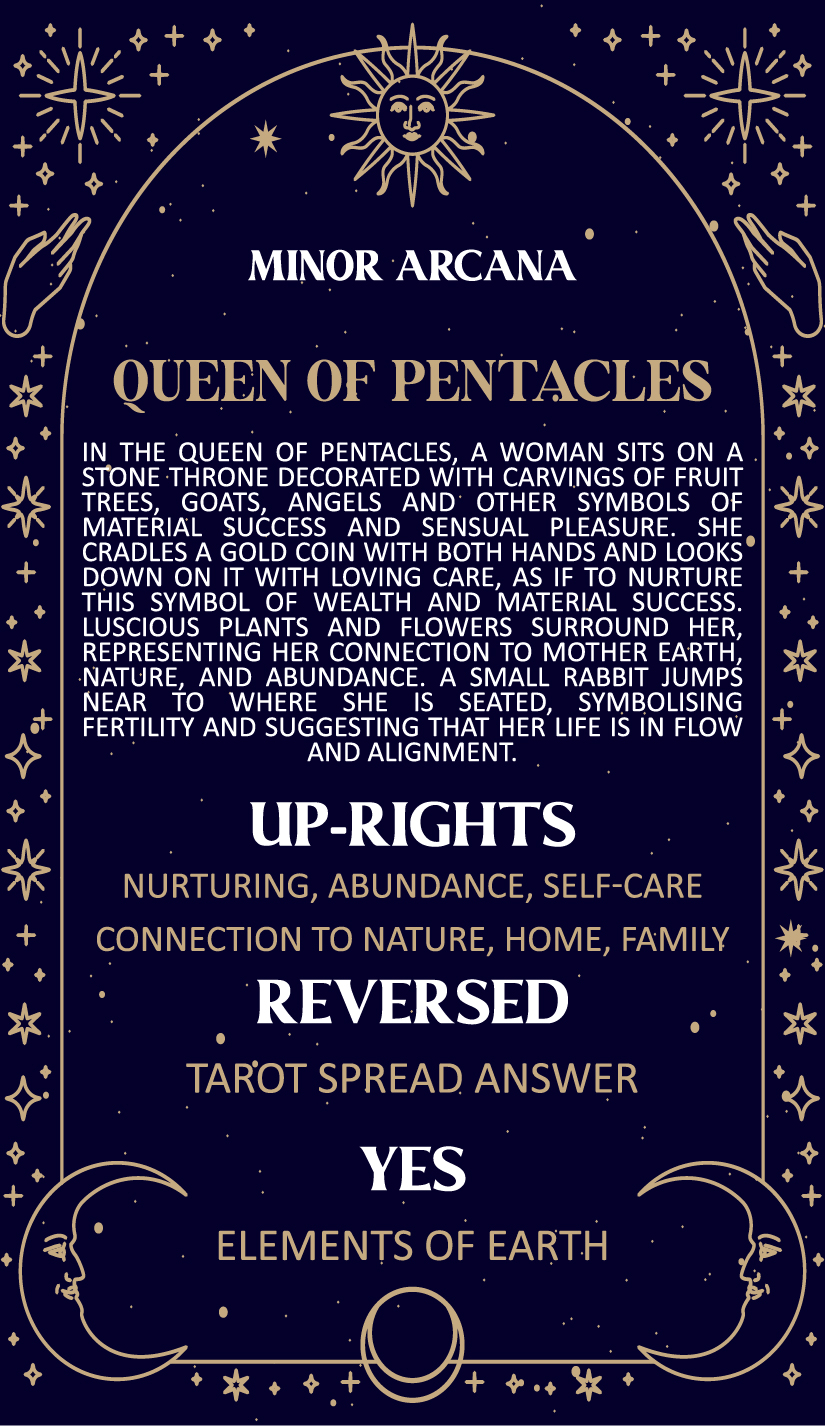 MINOR ARCANA
QUEEN OF PENTACLES
IN THE QUEEN OF PENTACLES, A WOMAN SITS ON A
STONE THRONE DECORATED WITH CARVINGS OF FRUIT
TREES, GOATS, ANGELS AND OTHER SYMBOLS OF
MATERIAL SUCCESS AND SENSUAL PLEASURE. SHE
CRADLES A GOLD COIN WITH BOTH HANDS AND LOOKS
DOWN ON IT WITH LOVING CARE, AS IF TO NURTURE
THIS SYMBOL OF WEALTH AND MATERIAL SUCCESS.
LUSCIOUS PLANTS AND FLOWERS SURROUND HER,
REPRESENTING HER CONNECTION TO MOTHER EARTH,
NATURE, AND ABUNDANCE. A SMALL RABBIT JUMPS
NEAR TO WHERE SHE IS SEATED, SYMBOLISING
FERTILITY AND SUGGESTING THAT HER LIFE IS IN FLOW
AND ALIGNMENT.
UP-RIGHTS
NURTURING, ABUNDANCE, SELF-CARE
CONNECTION TO NATURE, HOME, FAMILY
REVERSED
TAROT SPREAD ANSWER
YES
ELEMENTS OF EARTH